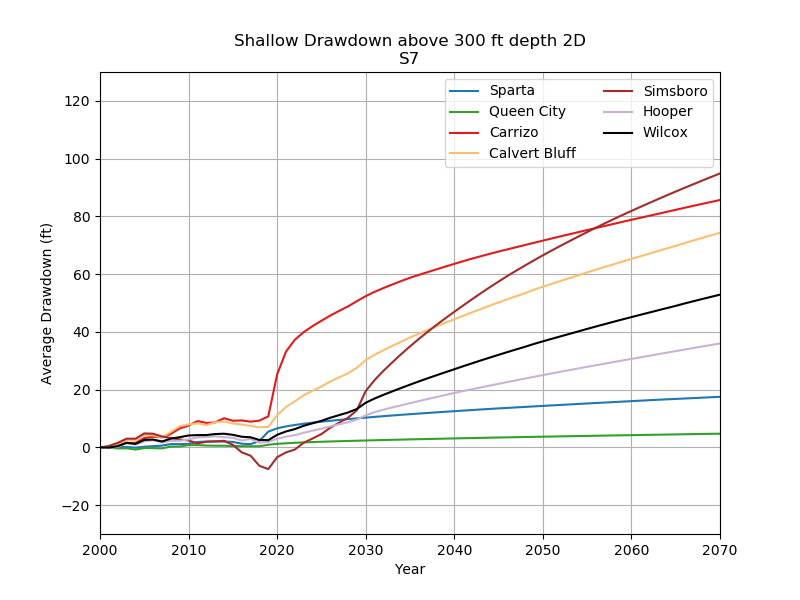 Shallow Drawdown above 300 ft depth 2D
S7
Sparta
Queen City
Carrizo
Calvert Bluff
Simsboro
Hooper
Wilcox
Average Drawdown (ft)
120
100
80
60
40
20
0
−20
2000 2010 2020 2030 2040 2050 2060 2070
Year